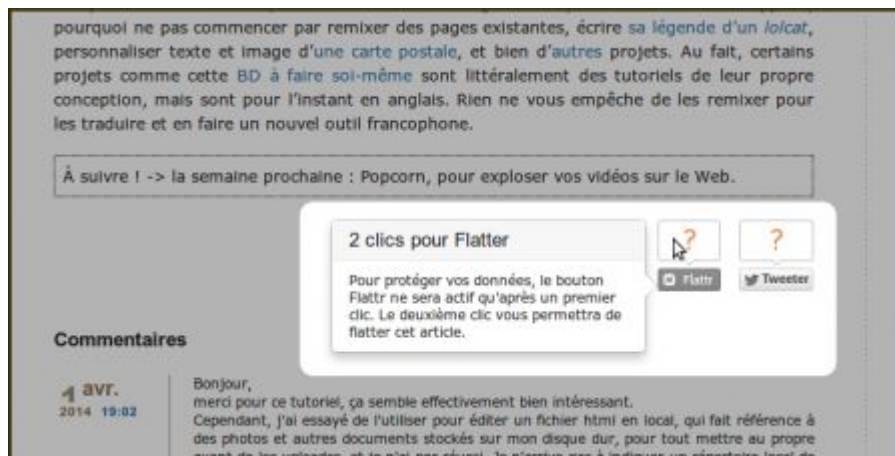 pourquoi ne pas commencer par remixer des pages existantes, écrire sa légende d'un lolcat,
personnaliser texte et image d'une carte postale, et bien d'autres projets. Au fait, certains
projets comme cette BD à faire soi-même sont littéralement des tutoriels de leur propre
conception, mais sont pour l'instant en anglais. Rien ne vous empêche de les remixer pour
les traduire et en faire un nouvel outil francophone.
À suivre ! -> la semaine prochaine : Popcorn, pour exploser vos vidéos sur le Web.
2 clics pour Flatter
? ?
Pour protéger vos données, le bouton
Flattr ne sera actif qu'après un premier
clic. Le deuxième clic vous permettra de
flatter cet article.
Flattr Tweeter
Commentaires
1 avr.
2014 19:02
Bonjour,
merci pour ce tutoriel, ça semble effectivement bien intéressant.
Cependant, j'ai essayé de l'utiliser pour éditer un fichier html en local, qui fait référence à
des photos et autres documents stockés sur mon disque dur, pour tout mettre au propre